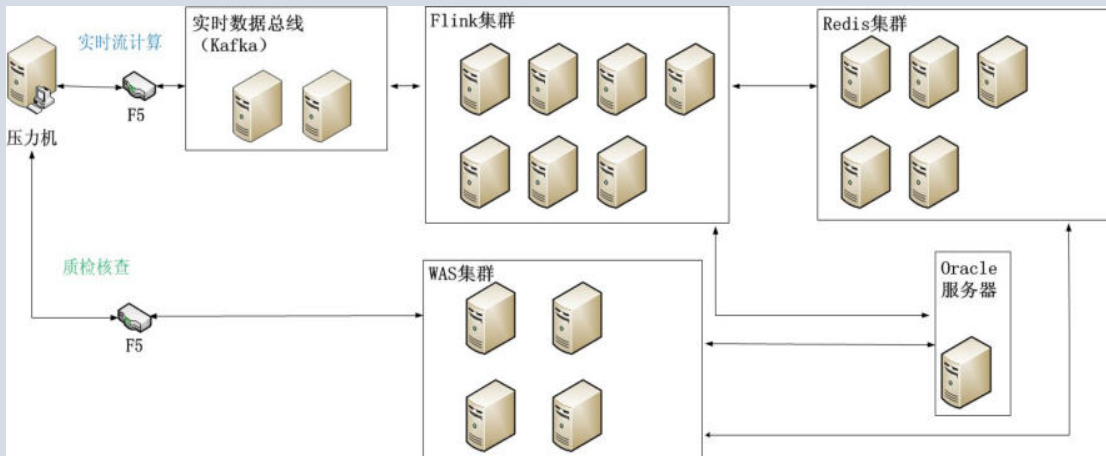 实时流计算
F5
压力机
实时数据总线
（Kafka）
Flink集群
Redis集群
质检核查
F5
WAS集群
Oracle
服务器